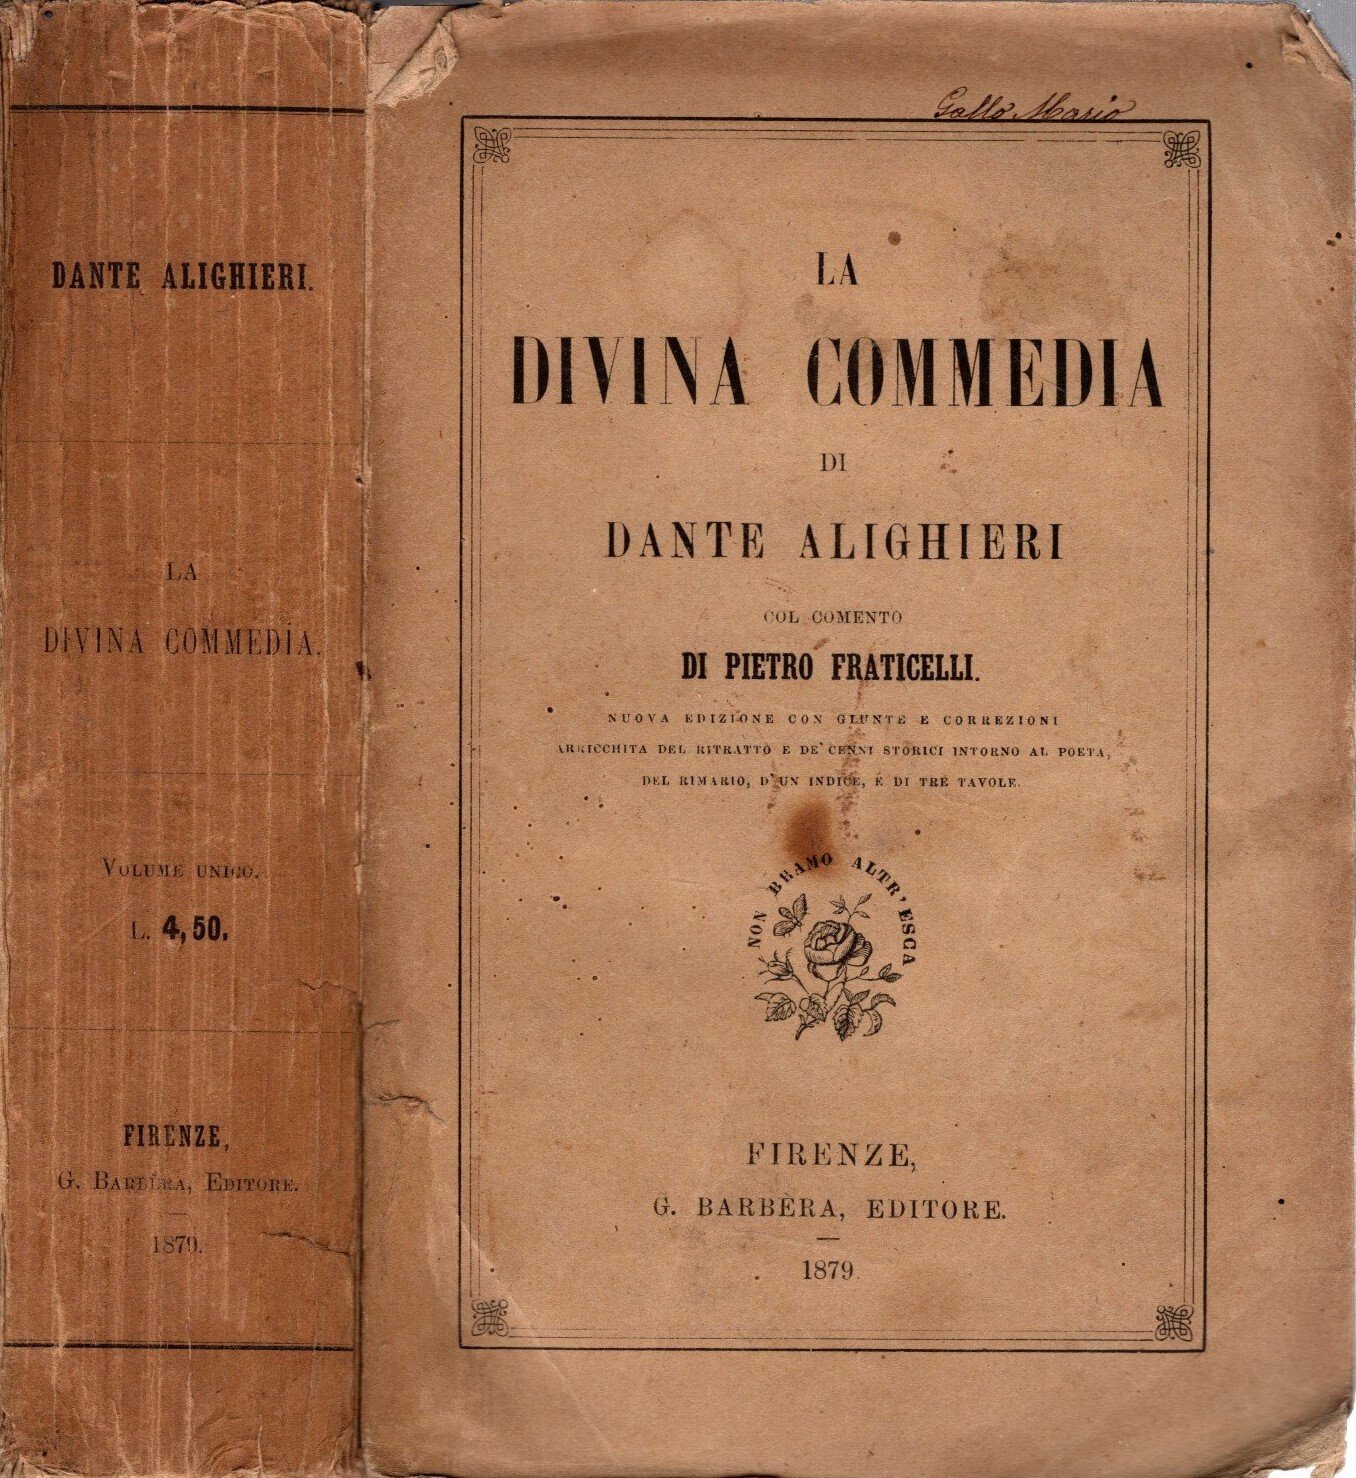 DANTE ALIGHIERI.
LA
DIVINA COMMEDIA.
VOLUME UNICO.
L. 4,50.
FIRENZE,
G. BARBÈRA, EDITORE.
1879.
Gallo Mario
LA
DIVINA COMMEDIA
DI
DANTE ALIGHIERI
COL COMENTO
DI PIETRO FRATICELLI.
NUOVA EDIZIONE CON GIUNTE E CORREZIONI
ARRICCHITA DEL RITRATTO E DE' CENNI STORICI INTORNO AL POETA,
DEL RIMARIO, D'UN INDICE, E DI TRE TAVOLE.
NON BRAMO ALTR'ESCA
FIRENZE,
G. BARBÈRA, EDITORE.
1879